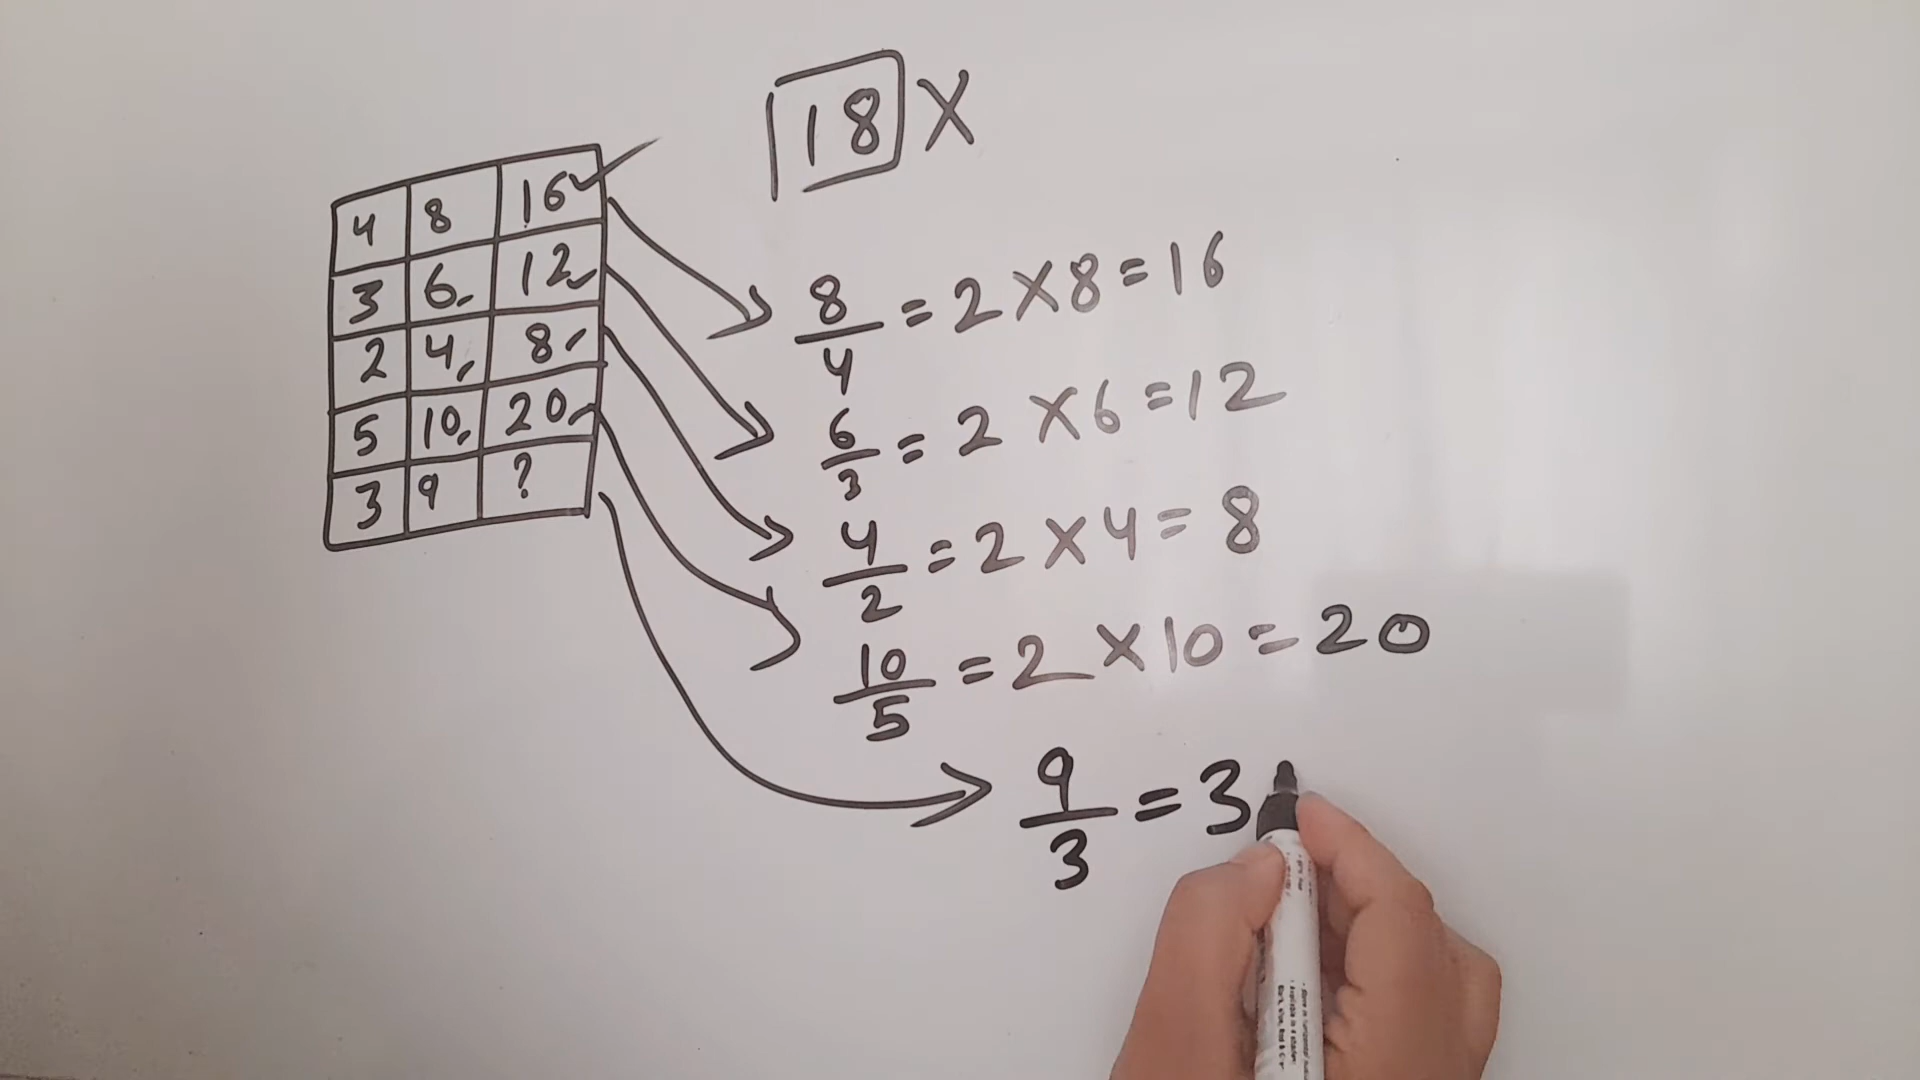 18 X
4 8 16
3 6 12
2 4 8
5 10 20
3 9 ?
8/4 = 2 X 8 = 16
6/3 = 2 X 6 = 12
4/2 = 2 X 4 = 8
10/5 = 2 X 10 = 20
9/3 = 3